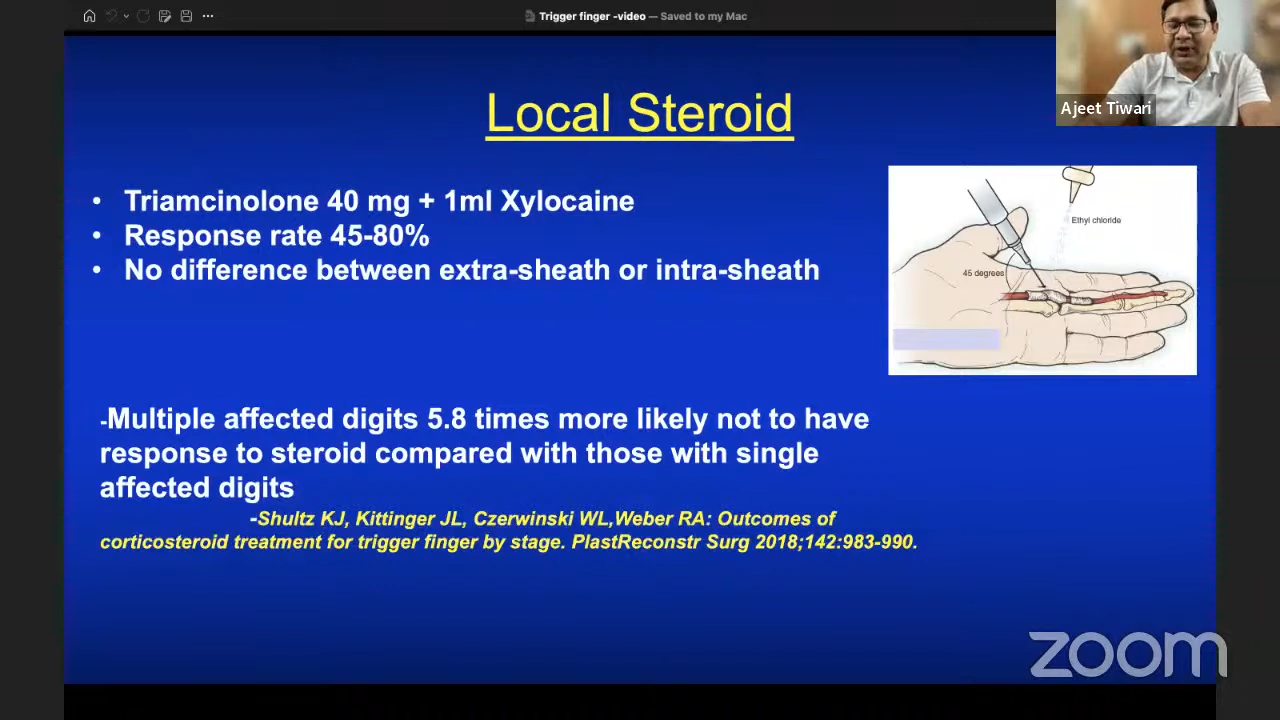 Trigger finger -video — Saved to my Mac
Ajeet Tiwari
Local Steroid
• Triamcinolone 40 mg + 1ml Xylocaine
• Response rate 45-80%
• No difference between extra-sheath or intra-sheath
Ethyl chloride
45 degrees
-Multiple affected digits 5.8 times more likely not to have
response to steroid compared with those with single
affected digits
-Shultz KJ, Kittinger JL, Czerwinski WL,Weber RA: Outcomes of
corticosteroid treatment for trigger finger by stage. PlastReconstr Surg 2018;142:983-990.
zoom